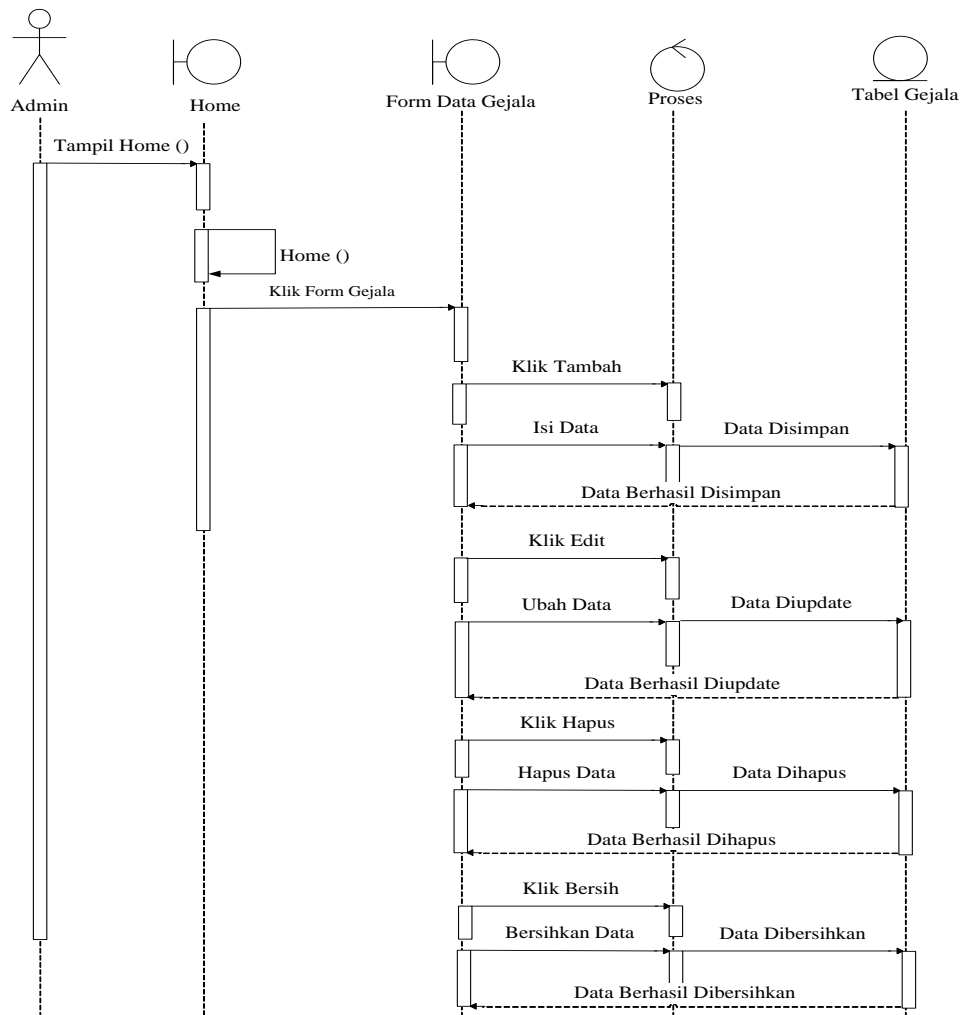 Admin
Home
Form Data Gejala
Proses
Tabel Gejala
Tampil Home ()
Home ()
Klik Form Gejala
Klik Tambah
Isi Data
Data Disimpan
Data Berhasil Disimpan
Klik Edit
Ubah Data
Data Diupdate
Data Berhasil Diupdate
Klik Hapus
Hapus Data
Data Dihapus
Data Berhasil Dihapus
Klik Bersih
Bersihkan Data
Data Dibersihkan
Data Berhasil Dibersihkan